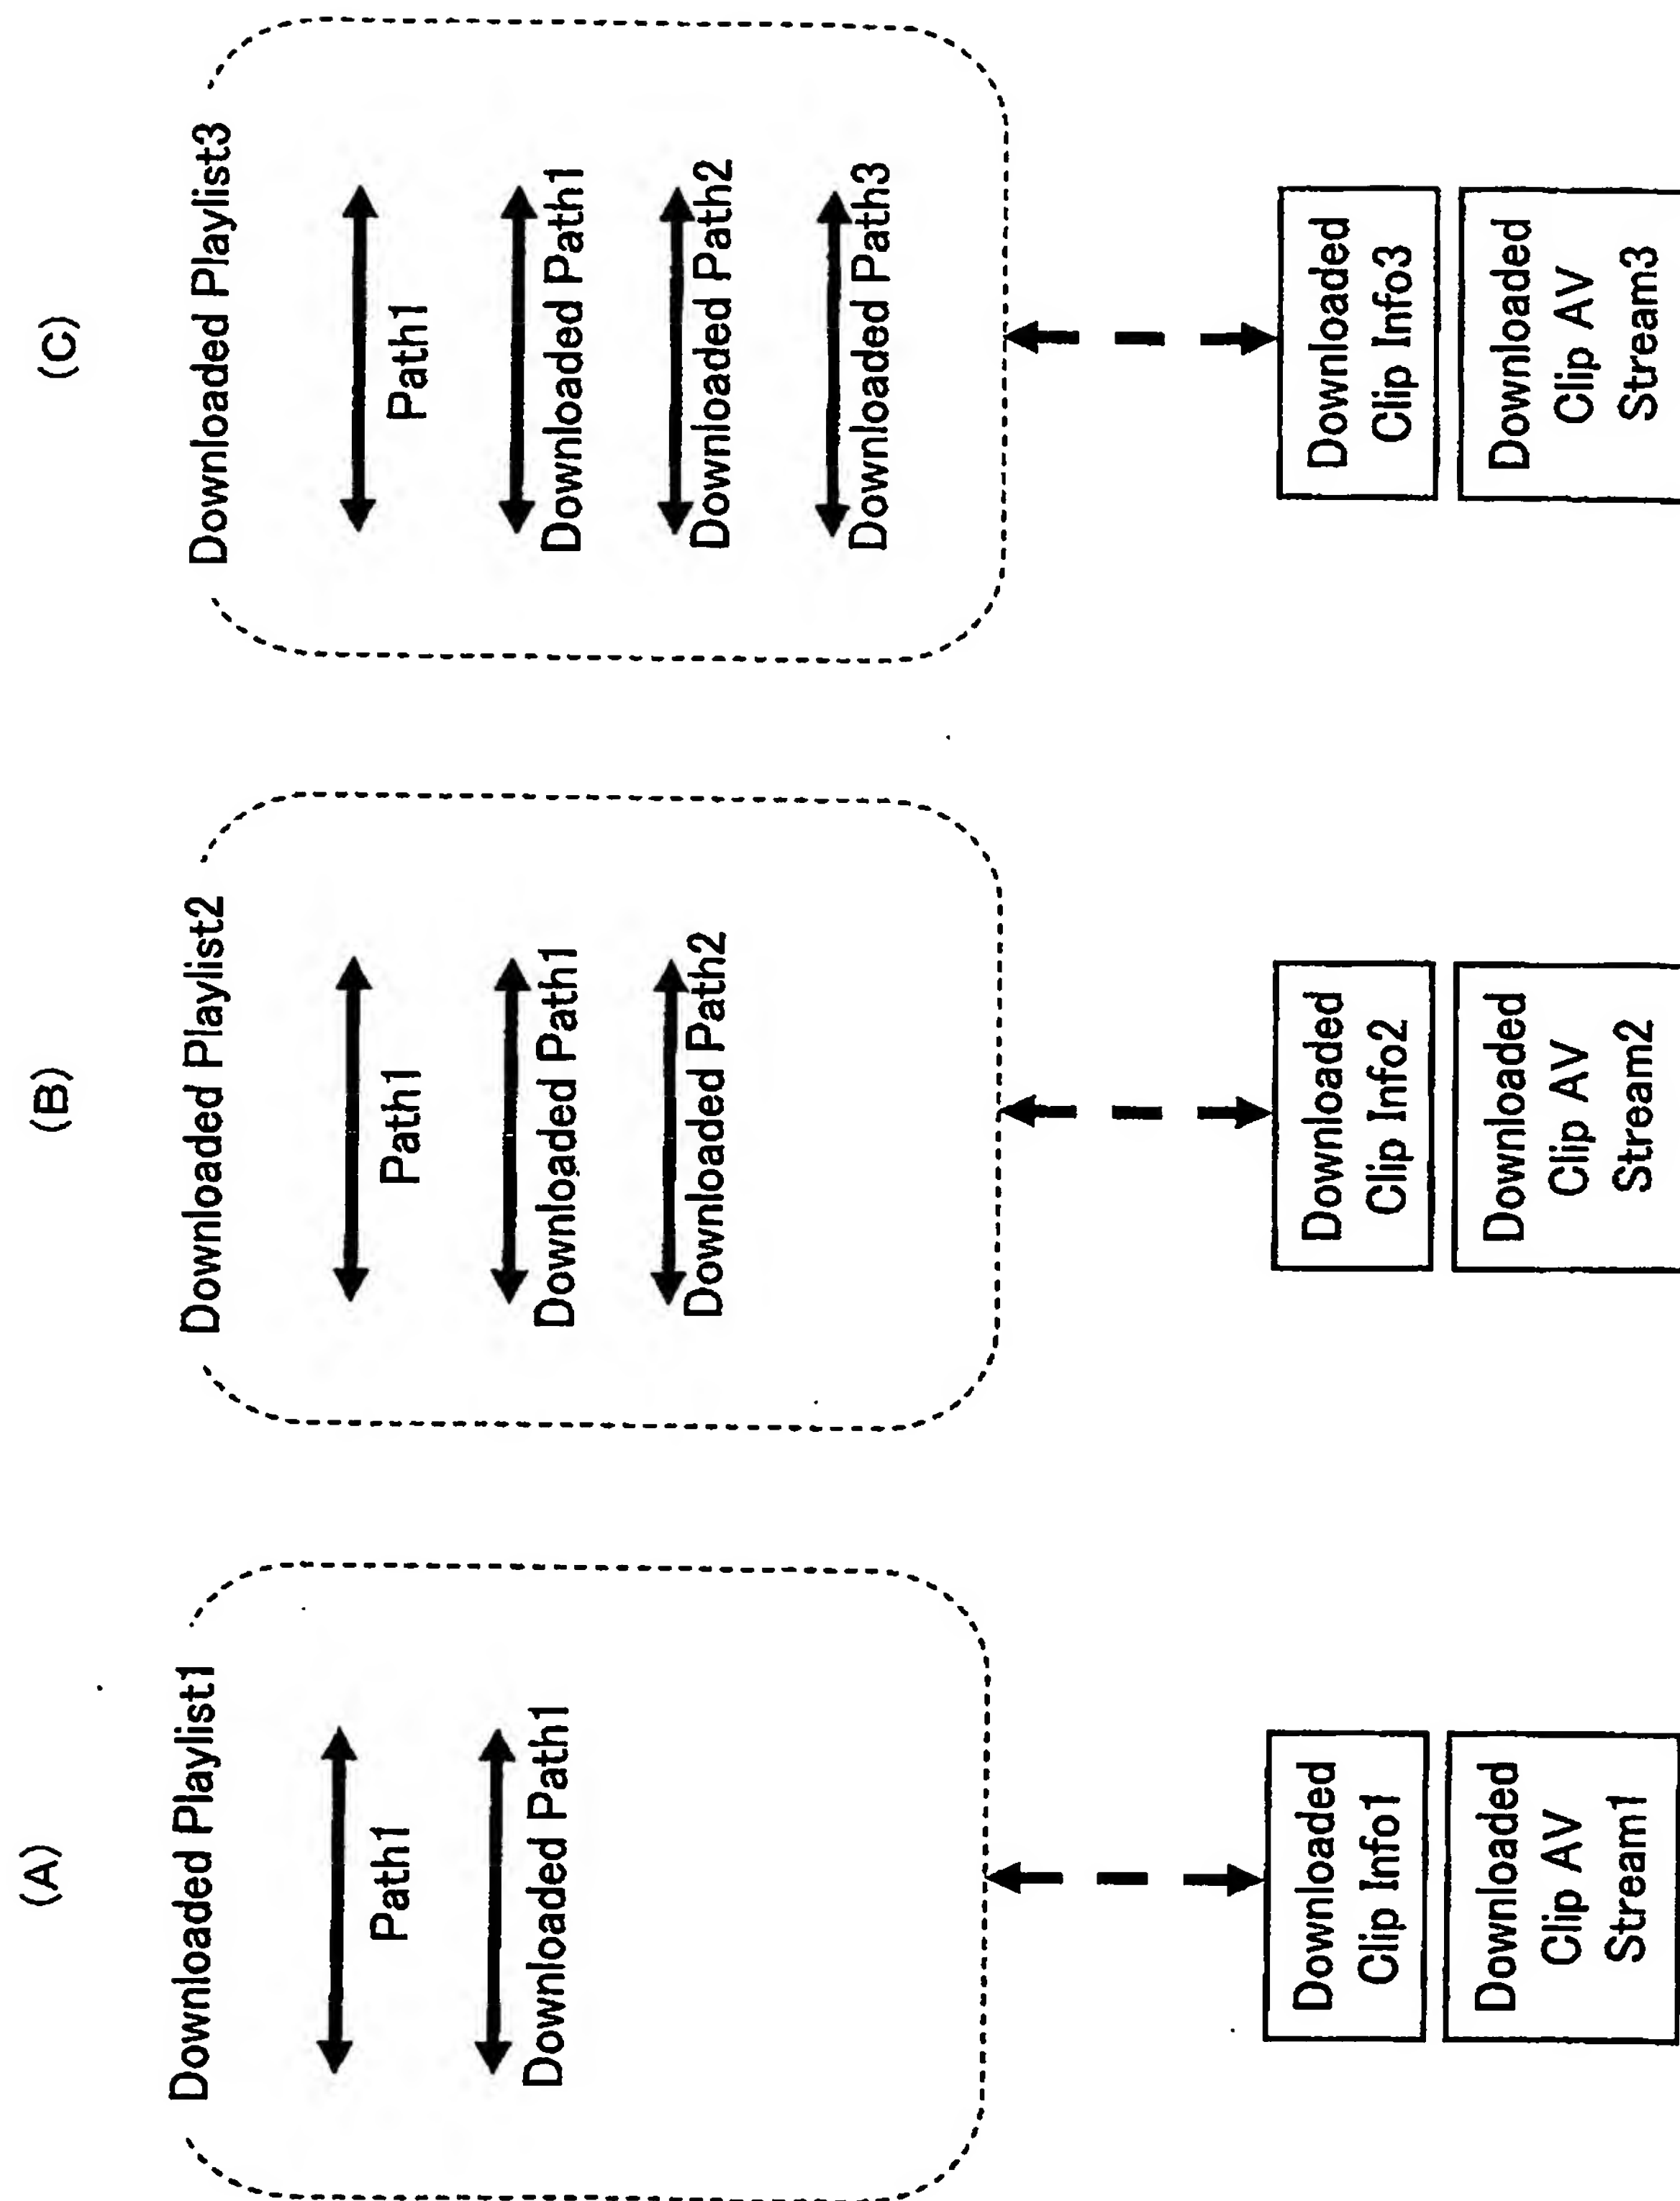 (A)
Downloaded Playlist1
Path1
Downloaded Path1
Downloaded
Clip Info1
Downloaded
Clip AV
Stream1
(B)
Downloaded Playlist2
Path1
Downloaded Path1
Downloaded Path2
Downloaded
Clip Info2
Downloaded
Clip AV
Stream2
(C)
Downloaded Playlist3
Path1
Downloaded Path1
Downloaded Path2
Downloaded Path3
Downloaded
Clip Info3
Downloaded
Clip AV
Stream3